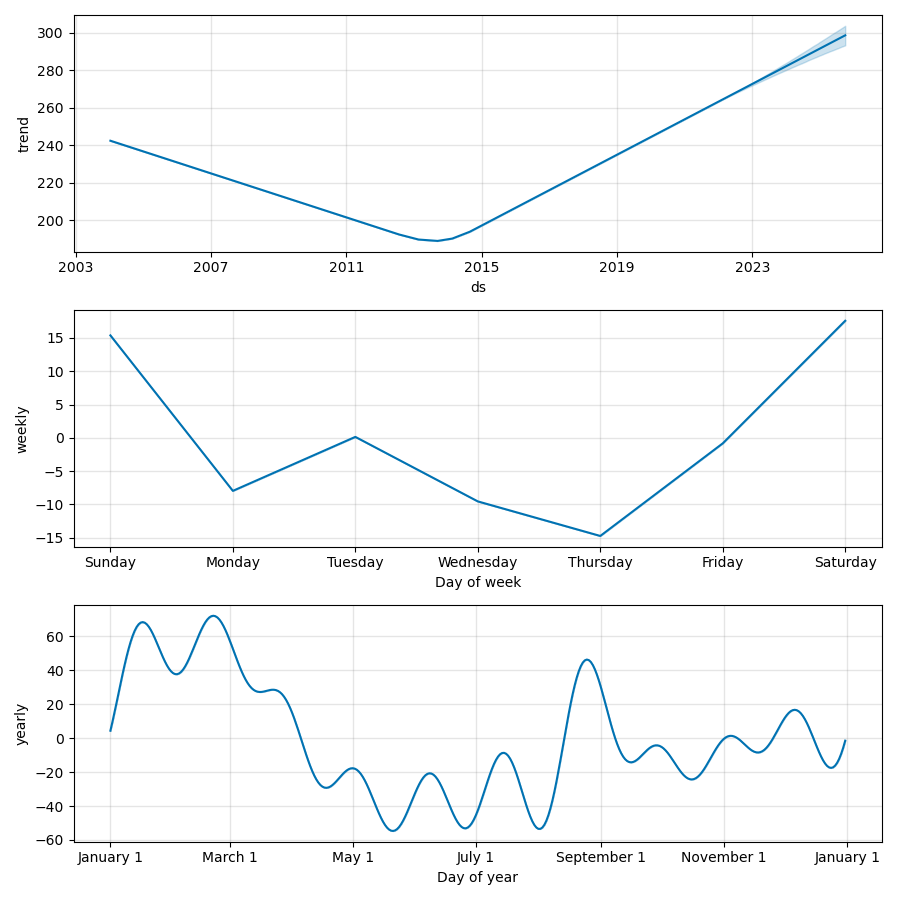 300
280
260
240
220
200
trend
2003 2007 2011 2015 2019 2023
ds
15
10
5
0
−5
−10
−15
weekly
Sunday Monday Tuesday Wednesday Thursday Friday Saturday
Day of week
60
40
20
0
−20
−40
−60
yearly
January 1 March 1 May 1 July 1 September 1 November 1 January 1
Day of year